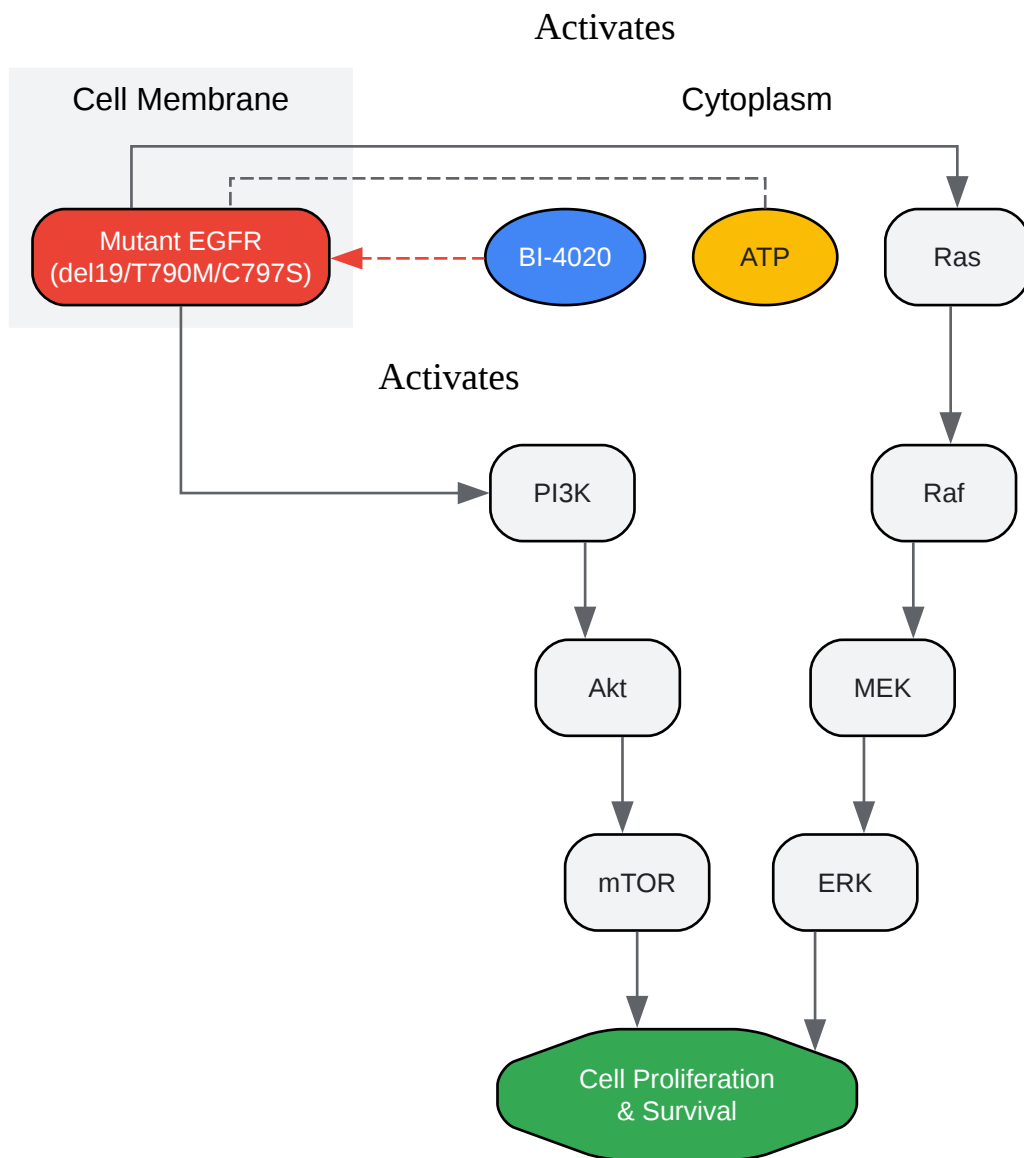 Activates
Cell Membrane
Cytoplasm
Mutant EGFR
(del19/T790M/C797S)
BI-4020
ATP
Ras
Activates
PI3K
Raf
Akt
MEK
mTOR
ERK
Cell Proliferation
& Survival